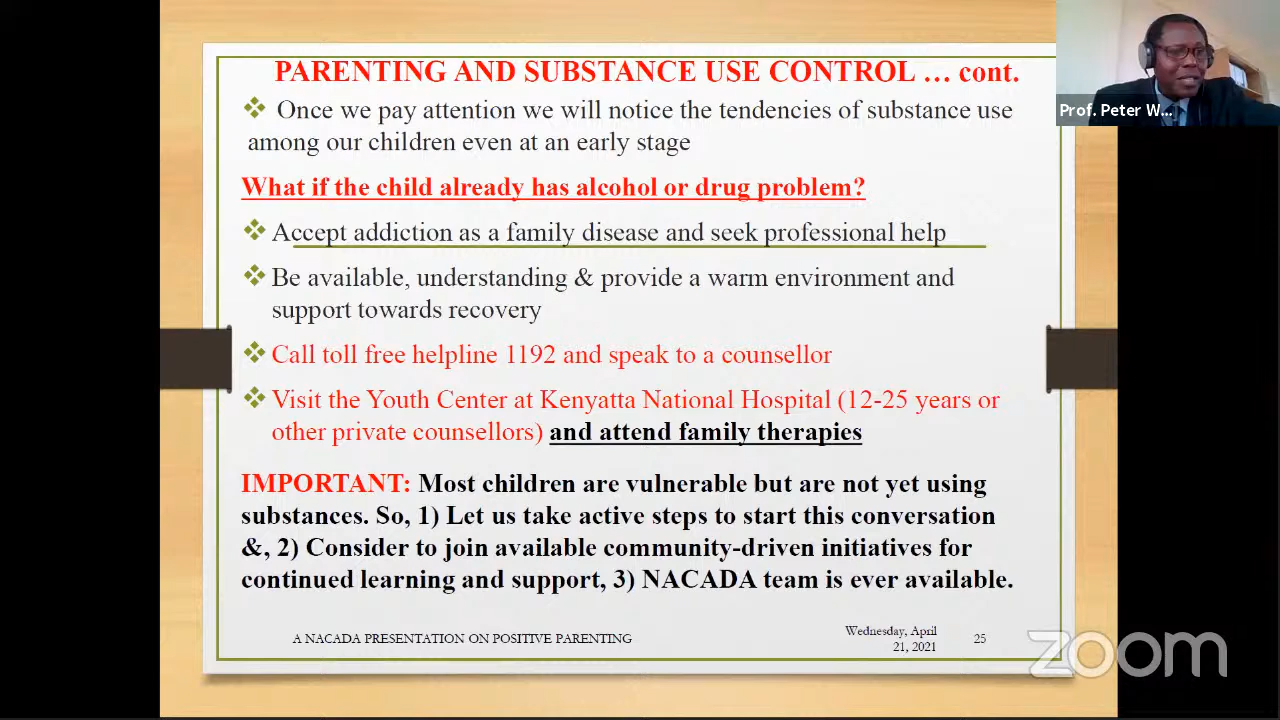 PARENTING AND SUBSTANCE USE CONTROL … cont.
Once we pay attention we will notice the tendencies of substance use
among our children even at an early stage
What if the child already has alcohol or drug problem?
Accept addiction as a family disease and seek professional help
Be available, understanding & provide a warm environment and
support towards recovery
Call toll free helpline 1192 and speak to a counsellor
Visit the Youth Center at Kenyatta National Hospital (12-25 years or
other private counsellors) and attend family therapies
IMPORTANT: Most children are vulnerable but are not yet using
substances. So, 1) Let us take active steps to start this conversation
&, 2) Consider to join available community-driven initiatives for
continued learning and support, 3) NACADA team is ever available.
A NACADA PRESENTATION ON POSITIVE PARENTING
Wednesday, April
21, 2021
25
Prof. Peter W...
zoom